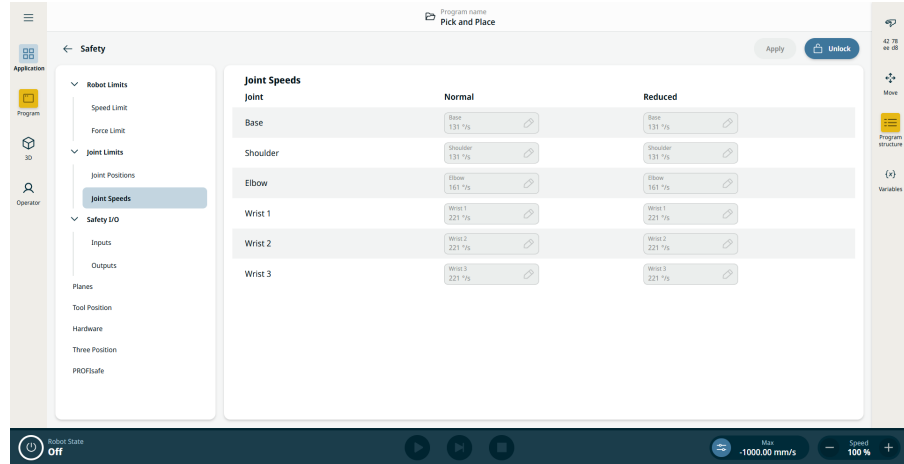 Program name
Pick and Place
Application
Program
3D
Operator
Safety
Apply
Unlock
Robot Limits
Speed Limit
Force Limit
Joint Limits
Joint Positions
Joint Speeds
Safety I/O
Inputs
Outputs
Planes
Tool Position
Hardware
Three Position
PROFIsafe
Joint Speeds
Joint Normal Reduced
Base Base 131 °/s Base 131 °/s
Shoulder Shoulder 131 °/s Shoulder 131 °/s
Elbow Elbow 161 °/s Elbow 161 °/s
Wrist 1 Wrist 1 221 °/s Wrist 1 221 °/s
Wrist 2 Wrist 2 221 °/s Wrist 2 221 °/s
Wrist 3 Wrist 3 221 °/s Wrist 3 221 °/s
42 78
ee d8
Move
Program
structure
{x}
Variables
Robot State
Off
Max
-1000.00 mm/s
Speed
100 %